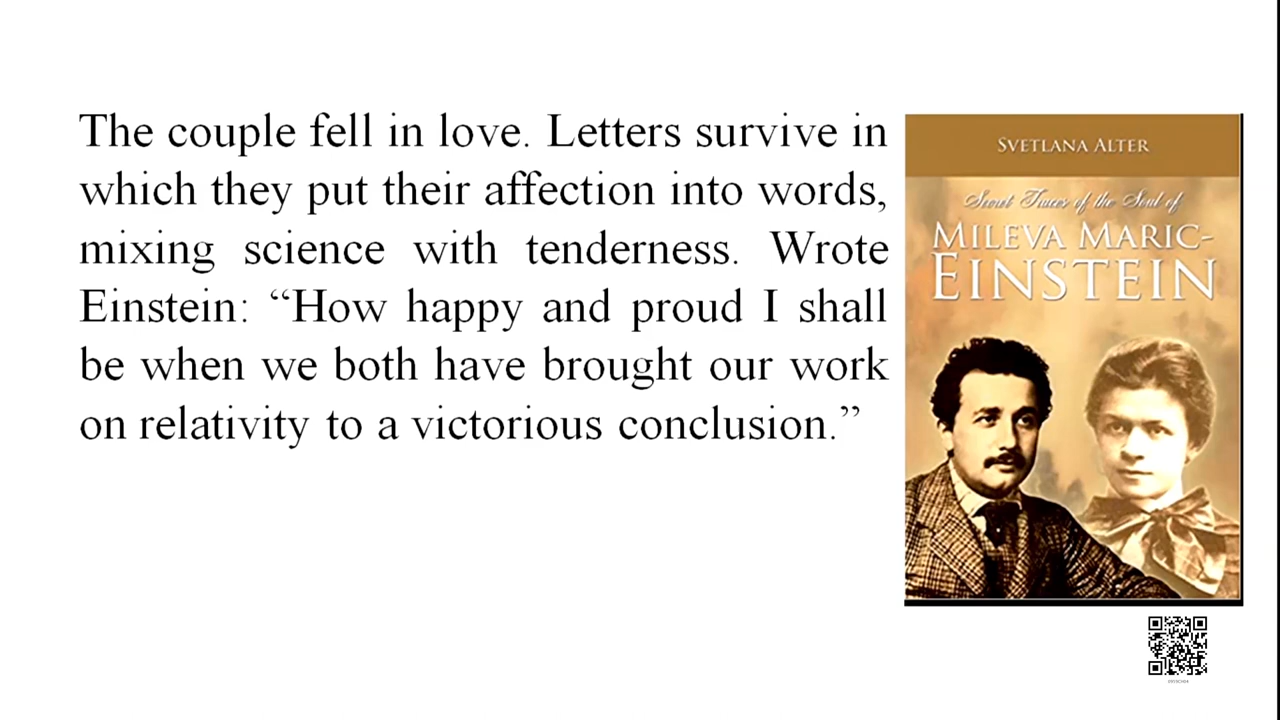 The couple fell in love. Letters survive in
which they put their affection into words,
mixing science with tenderness. Wrote
Einstein: “How happy and proud I shall
be when we both have brought our work
on relativity to a victorious conclusion.”
SVETLANA ALTER
Secret Traces of the Soul of
MILEVA MARIC-
EINSTEIN